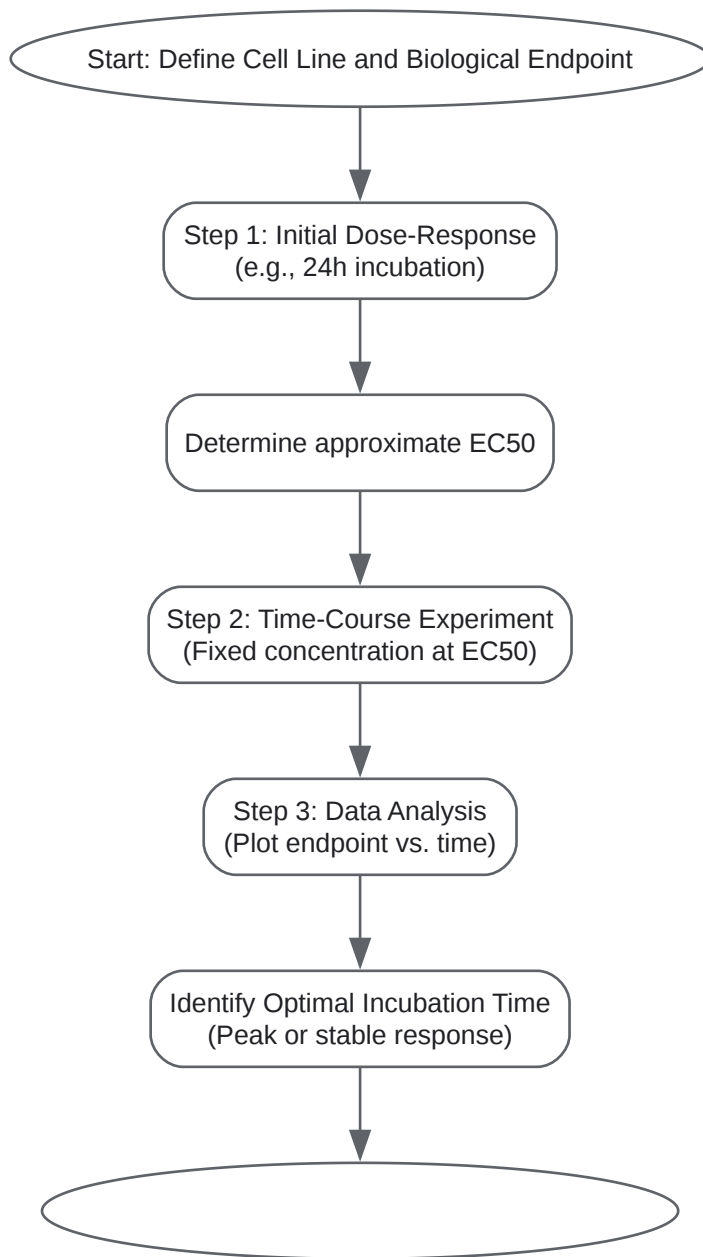 Start: Define Cell Line and Biological Endpoint
Step 1: Initial Dose-Response
(e.g., 24h incubation)
Determine approximate EC50
Step 2: Time-Course Experiment
(Fixed concentration at EC50)
Step 3: Data Analysis
(Plot endpoint vs. time)
Identify Optimal Incubation Time
(Peak or stable response)